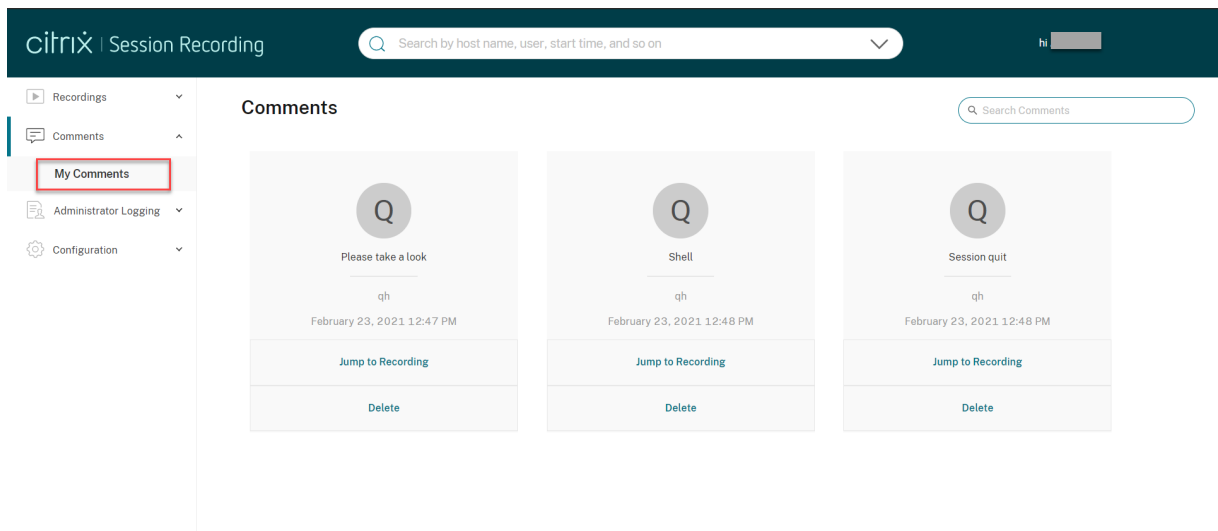 citrix | Session Recording
Search by host name, user, start time, and so on
hi
Recordings
Comments
My Comments
Administrator Logging
Configuration
Comments
Search Comments
Q
Please take a look
qh
February 23, 2021 12:47 PM
Jump to Recording
Delete
Q
Shell
qh
February 23, 2021 12:48 PM
Jump to Recording
Delete
Q
Session quit
qh
February 23, 2021 12:48 PM
Jump to Recording
Delete